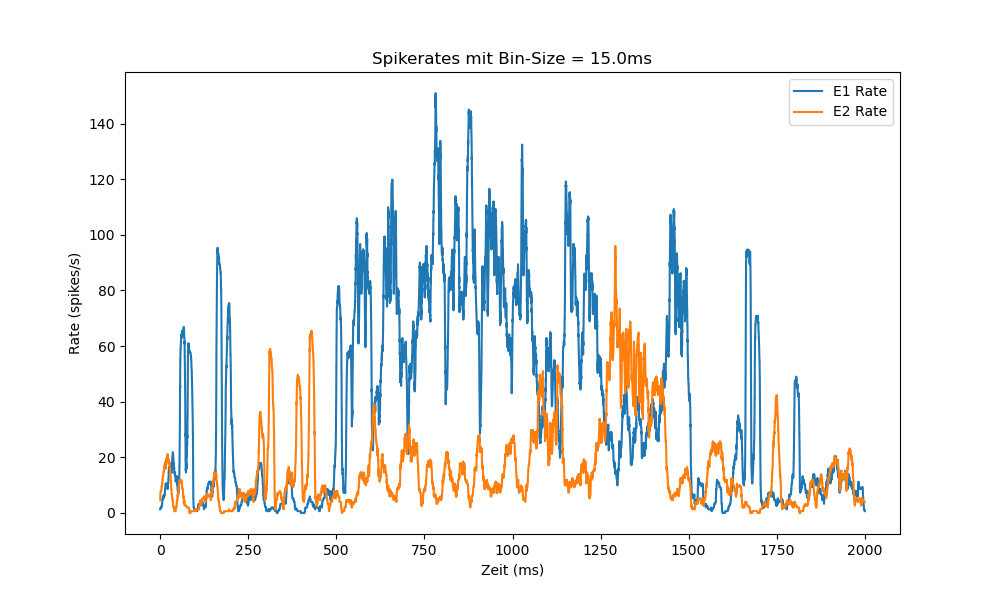 Spikerates mit Bin-Size = 15.0ms
E1 Rate
E2 Rate
Rate (spikes/s)
140
120
100
80
60
40
20
0
0 250 500 750 1000 1250 1500 1750 2000
Zeit (ms)